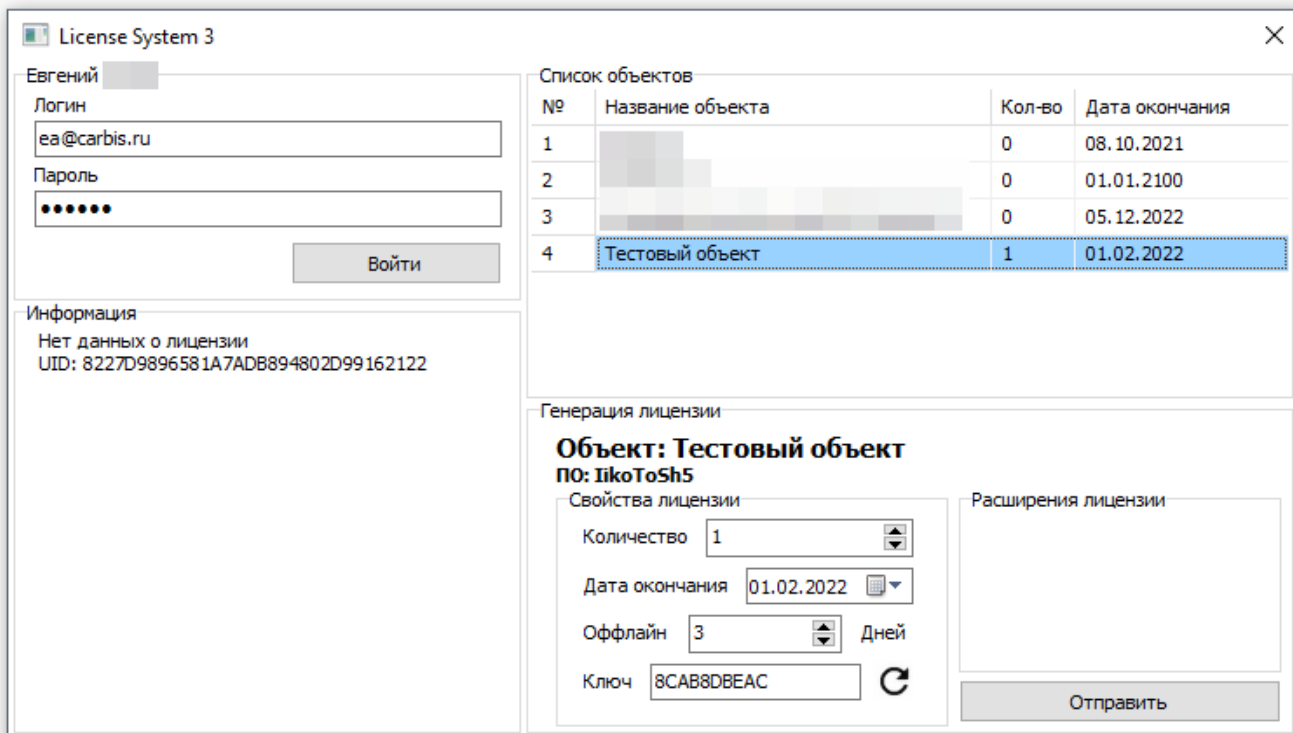 License System 3
Евгений
Логин
ea@carbis.ru
Пароль
●●●●●●
Войти
Информация
Нет данных о лицензии
UID: 8227D9896581A7ADB894802D99162122
Список объектов
№ Название объекта Кол-во Дата окончания
1 0 08.10.2021
2 0 01.01.2100
3 0 05.12.2022
4 Тестовый объект 1 01.02.2022
Генерация лицензии
Объект: Тестовый объект
ПО: IikoToSh5
Свойства лицензии
Количество 1
Дата окончания 01.02.2022
Оффлайн 3 Дней
Ключ 8CAB8DBEAC
Расширения лицензии
Отправить